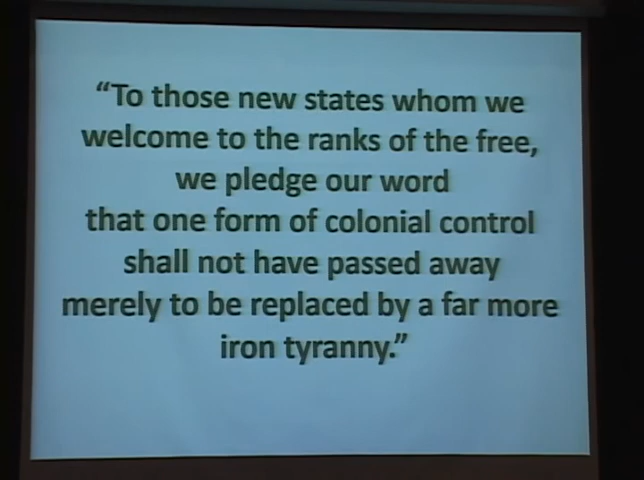 “To those new states whom we
welcome to the ranks of the free,
we pledge our word
that one form of colonial control
shall not have passed away
merely to be replaced by a far more
iron tyranny.”